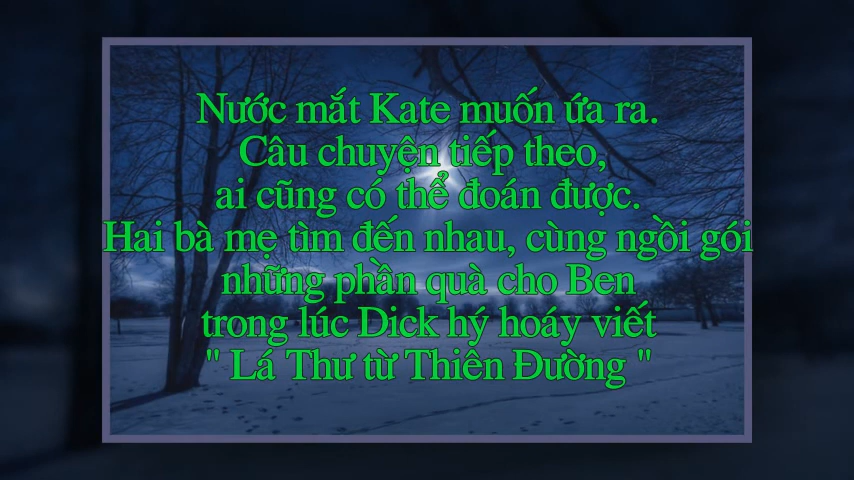 Nước mắt Kate muốn ứa ra.
Câu chuyện tiếp theo,
ai cũng có thể đoán được.
Hai bà mẹ tìm đến nhau, cùng ngồi gói
những phần quà cho Ben
trong lúc Dick hý hoáy viết
" Lá Thư từ Thiên Đường "